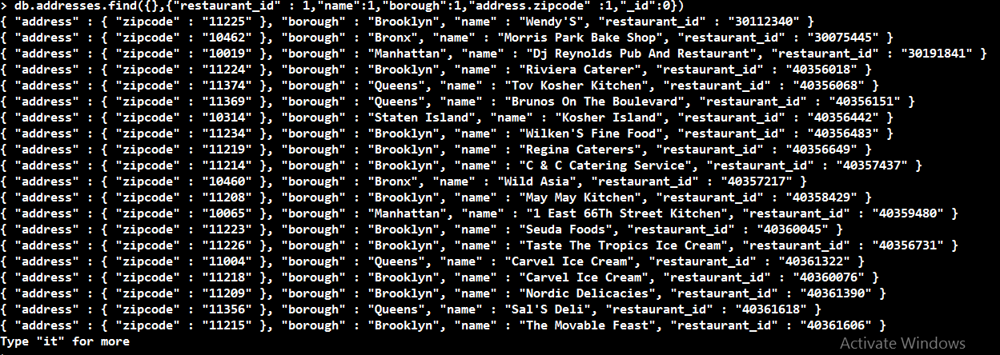 > db.addresses.find({},{"restaurant_id" : 1,"name":1,"borough":1,"address.zipcode" :1,"_id":0})
{ "address" : { "zipcode" : "11225" }, "borough" : "Brooklyn", "name" : "Wendy'S", "restaurant_id" : "30112340" }
{ "address" : { "zipcode" : "10462" }, "borough" : "Bronx", "name" : "Morris Park Bake Shop", "restaurant_id" : "30075445" }
{ "address" : { "zipcode" : "10019" }, "borough" : "Manhattan", "name" : "Dj Reynolds Pub And Restaurant", "restaurant_id" : "30191841" }
{ "address" : { "zipcode" : "11224" }, "borough" : "Brooklyn", "name" : "Riviera Caterer", "restaurant_id" : "40356018" }
{ "address" : { "zipcode" : "11374" }, "borough" : "Queens", "name" : "Tov Kosher Kitchen", "restaurant_id" : "40356068" }
{ "address" : { "zipcode" : "11369" }, "borough" : "Queens", "name" : "Brunos On The Boulevard", "restaurant_id" : "40356151" }
{ "address" : { "zipcode" : "10314" }, "borough" : "Staten Island", "name" : "Kosher Island", "restaurant_id" : "40356442" }
{ "address" : { "zipcode" : "11234" }, "borough" : "Brooklyn", "name" : "Wilken'S Fine Food", "restaurant_id" : "40356483" }
{ "address" : { "zipcode" : "11219" }, "borough" : "Brooklyn", "name" : "Regina Caterers", "restaurant_id" : "40356649" }
{ "address" : { "zipcode" : "11214" }, "borough" : "Brooklyn", "name" : "C & C Catering Service", "restaurant_id" : "40357437" }
{ "address" : { "zipcode" : "10460" }, "borough" : "Bronx", "name" : "Wild Asia", "restaurant_id" : "40357217" }
{ "address" : { "zipcode" : "11208" }, "borough" : "Brooklyn", "name" : "May May Kitchen", "restaurant_id" : "40358429" }
{ "address" : { "zipcode" : "10065" }, "borough" : "Manhattan", "name" : "1 East 66Th Street Kitchen", "restaurant_id" : "40359480" }
{ "address" : { "zipcode" : "11223" }, "borough" : "Brooklyn", "name" : "Seuda Foods", "restaurant_id" : "40360045" }
{ "address" : { "zipcode" : "11226" }, "borough" : "Brooklyn", "name" : "Taste The Tropics Ice Cream", "restaurant_id" : "40356731" }
{ "address" : { "zipcode" : "11004" }, "borough" : "Queens", "name" : "Carvel Ice Cream", "restaurant_id" : "40361322" }
{ "address" : { "zipcode" : "11218" }, "borough" : "Brooklyn", "name" : "Carvel Ice Cream", "restaurant_id" : "40360076" }
{ "address" : { "zipcode" : "11209" }, "borough" : "Brooklyn", "name" : "Nordic Delicacies", "restaurant_id" : "40361390" }
{ "address" : { "zipcode" : "11356" }, "borough" : "Queens", "name" : "Sal'S Deli", "restaurant_id" : "40361618" }
{ "address" : { "zipcode" : "11215" }, "borough" : "Brooklyn", "name" : "The Movable Feast", "restaurant_id" : "40361606" }
Type "it" for more
Activate Windows